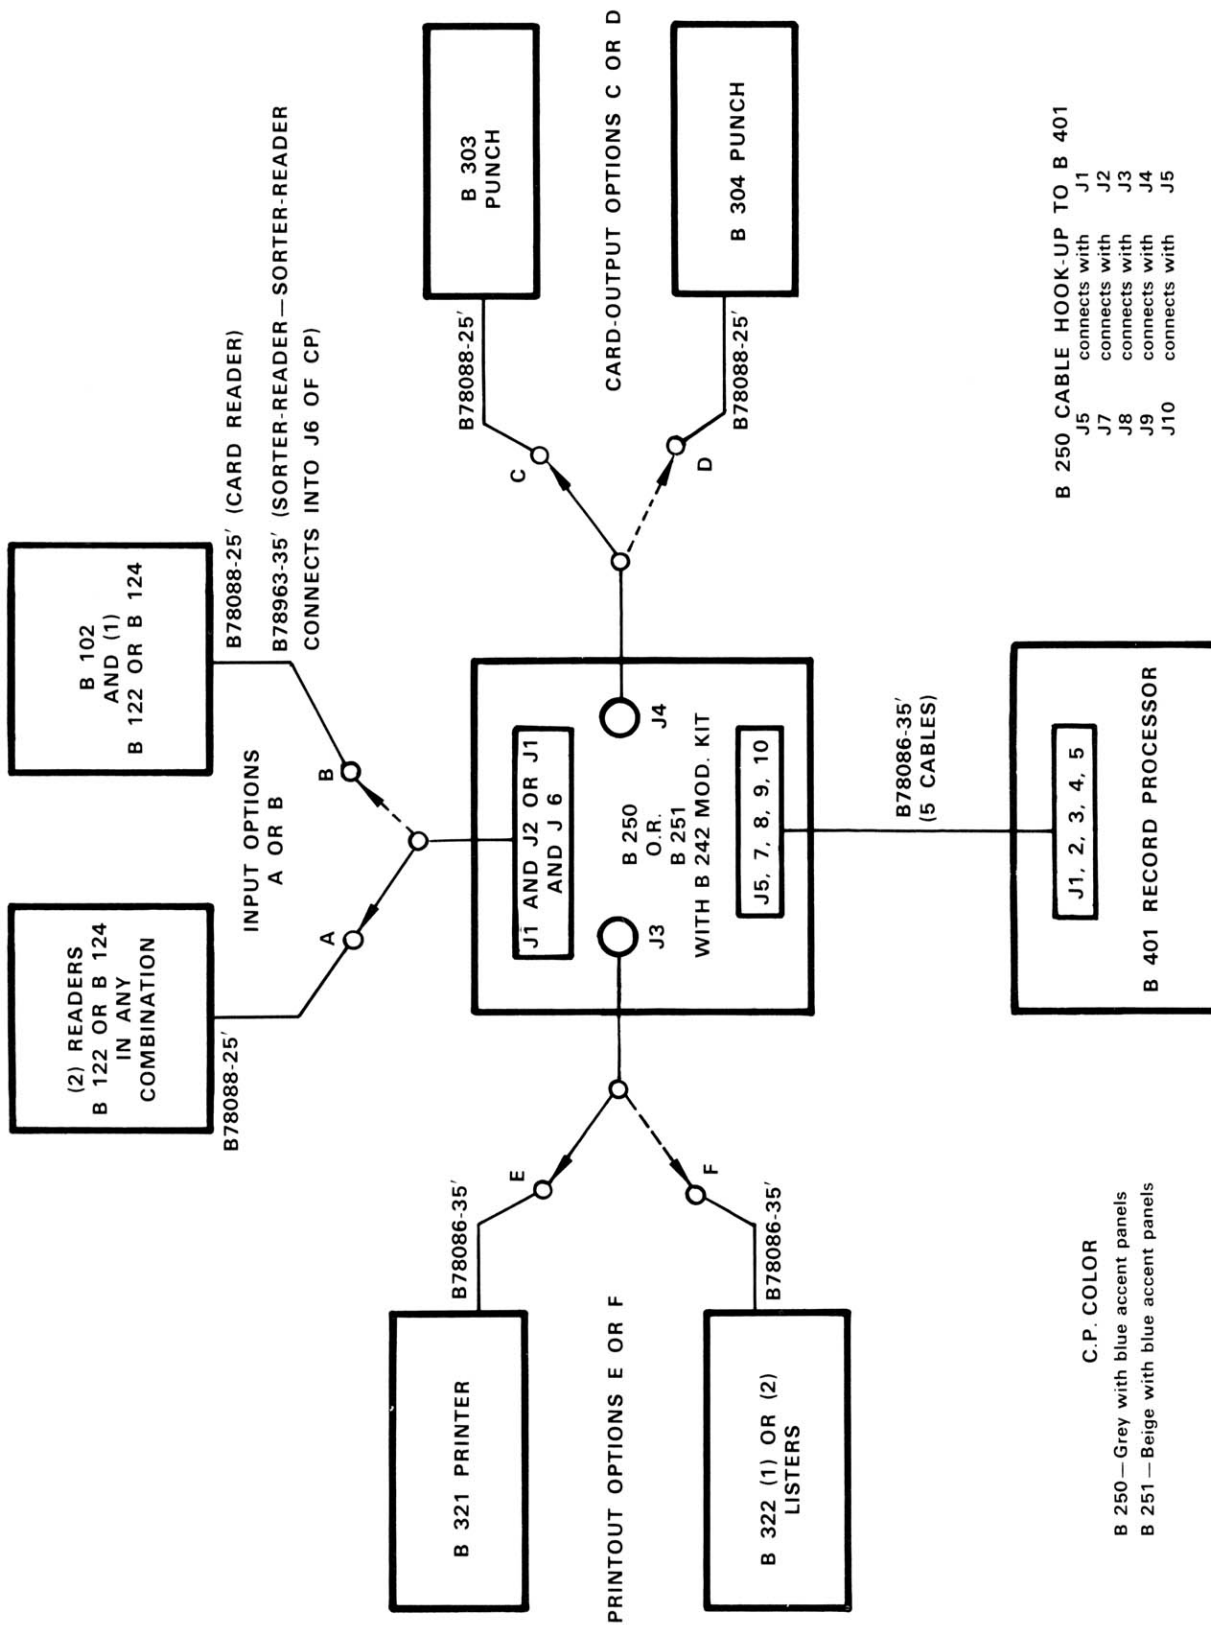 (2) READERS
B 122 OR B 124
IN ANY
COMBINATION
B78088-25′
INPUT OPTIONS
A OR B
A
B
B 102
AND (1)
B 122 OR B 124
B78088-25′ (CARD READER)
B78963-35′ (SORTER-READER—SORTER-READER
CONNECTS INTO J6 OF CP)
B 321 PRINTER
B78086-35′
E
PRINTOUT OPTIONS E OR F
F
B78086-35′
B 322 (1) OR (2)
LISTERS
J1 AND J2 OR J1
AND J 6
J3
B 250
O.R.
B 251
J4
WITH B 242 MOD. KIT
J5, 7, 8, 9, 10
C
B78088-25′
B 303
PUNCH
CARD-OUTPUT OPTIONS C OR D
D
B78088-25′
B 304 PUNCH
B78086-35′
(5 CABLES)
J1, 2, 3, 4, 5
B 401 RECORD PROCESSOR
C.P. COLOR
B 250—Grey with blue accent panels
B 251—Beige with blue accent panels
B 250 CABLE HOOK-UP TO B 401
J5 connects with J1
J7 connects with J2
J8 connects with J3
J9 connects with J4
J10 connects with J5